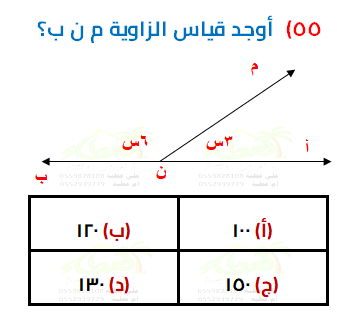 ٥٥) أوجد قياس الزاوية م ن ب؟
م
٦س ٣س أ
ب ن
(أ) ١٠٠ (ب) ١٢٠
(ج) ١٥٠ (د) ١٣٠